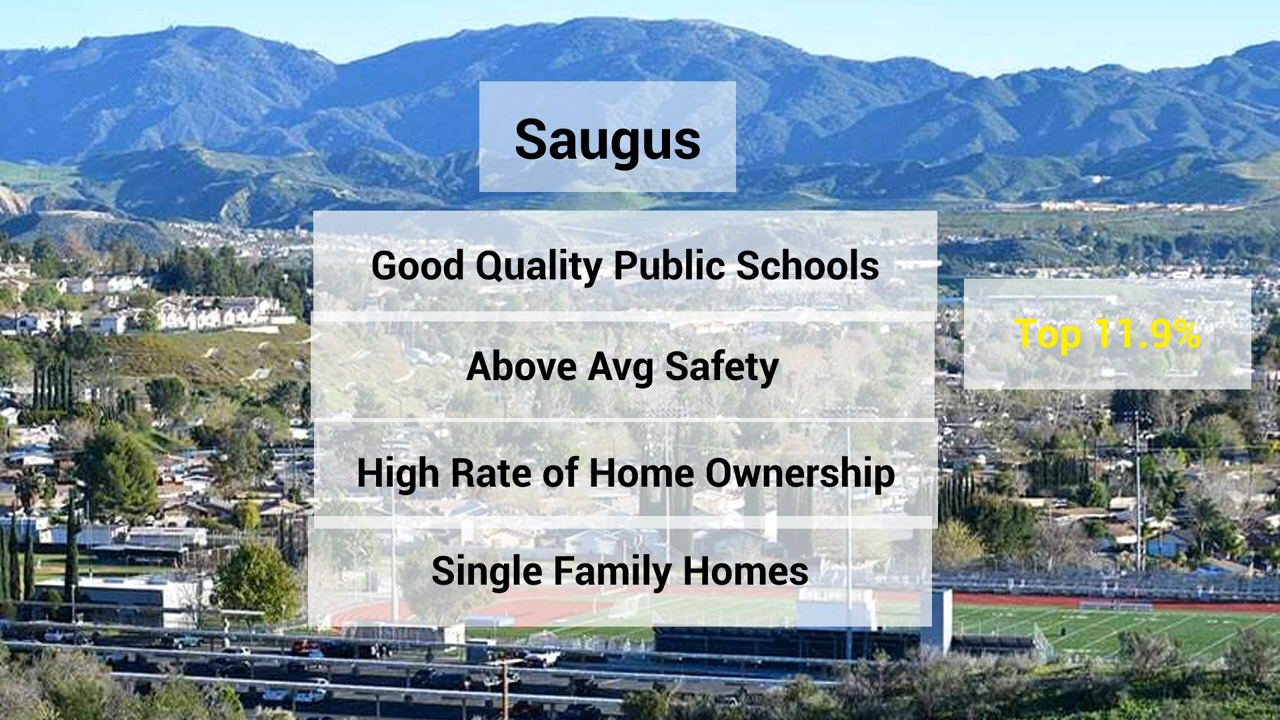 Saugus
Good Quality Public Schools
Top 11.9%
Above Avg Safety
High Rate of Home Ownership
Single Family Homes